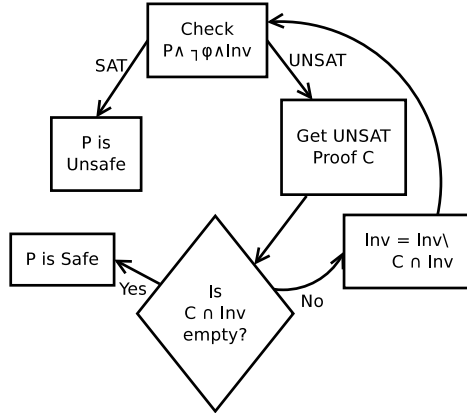 Check
P∧ ┐φ∧Inv
SAT
UNSAT
P is
Unsafe
Get UNSAT
Proof C
P is Safe
Yes
Is
C ∩ Inv
empty?
No
Inv = Inv\
C ∩ Inv